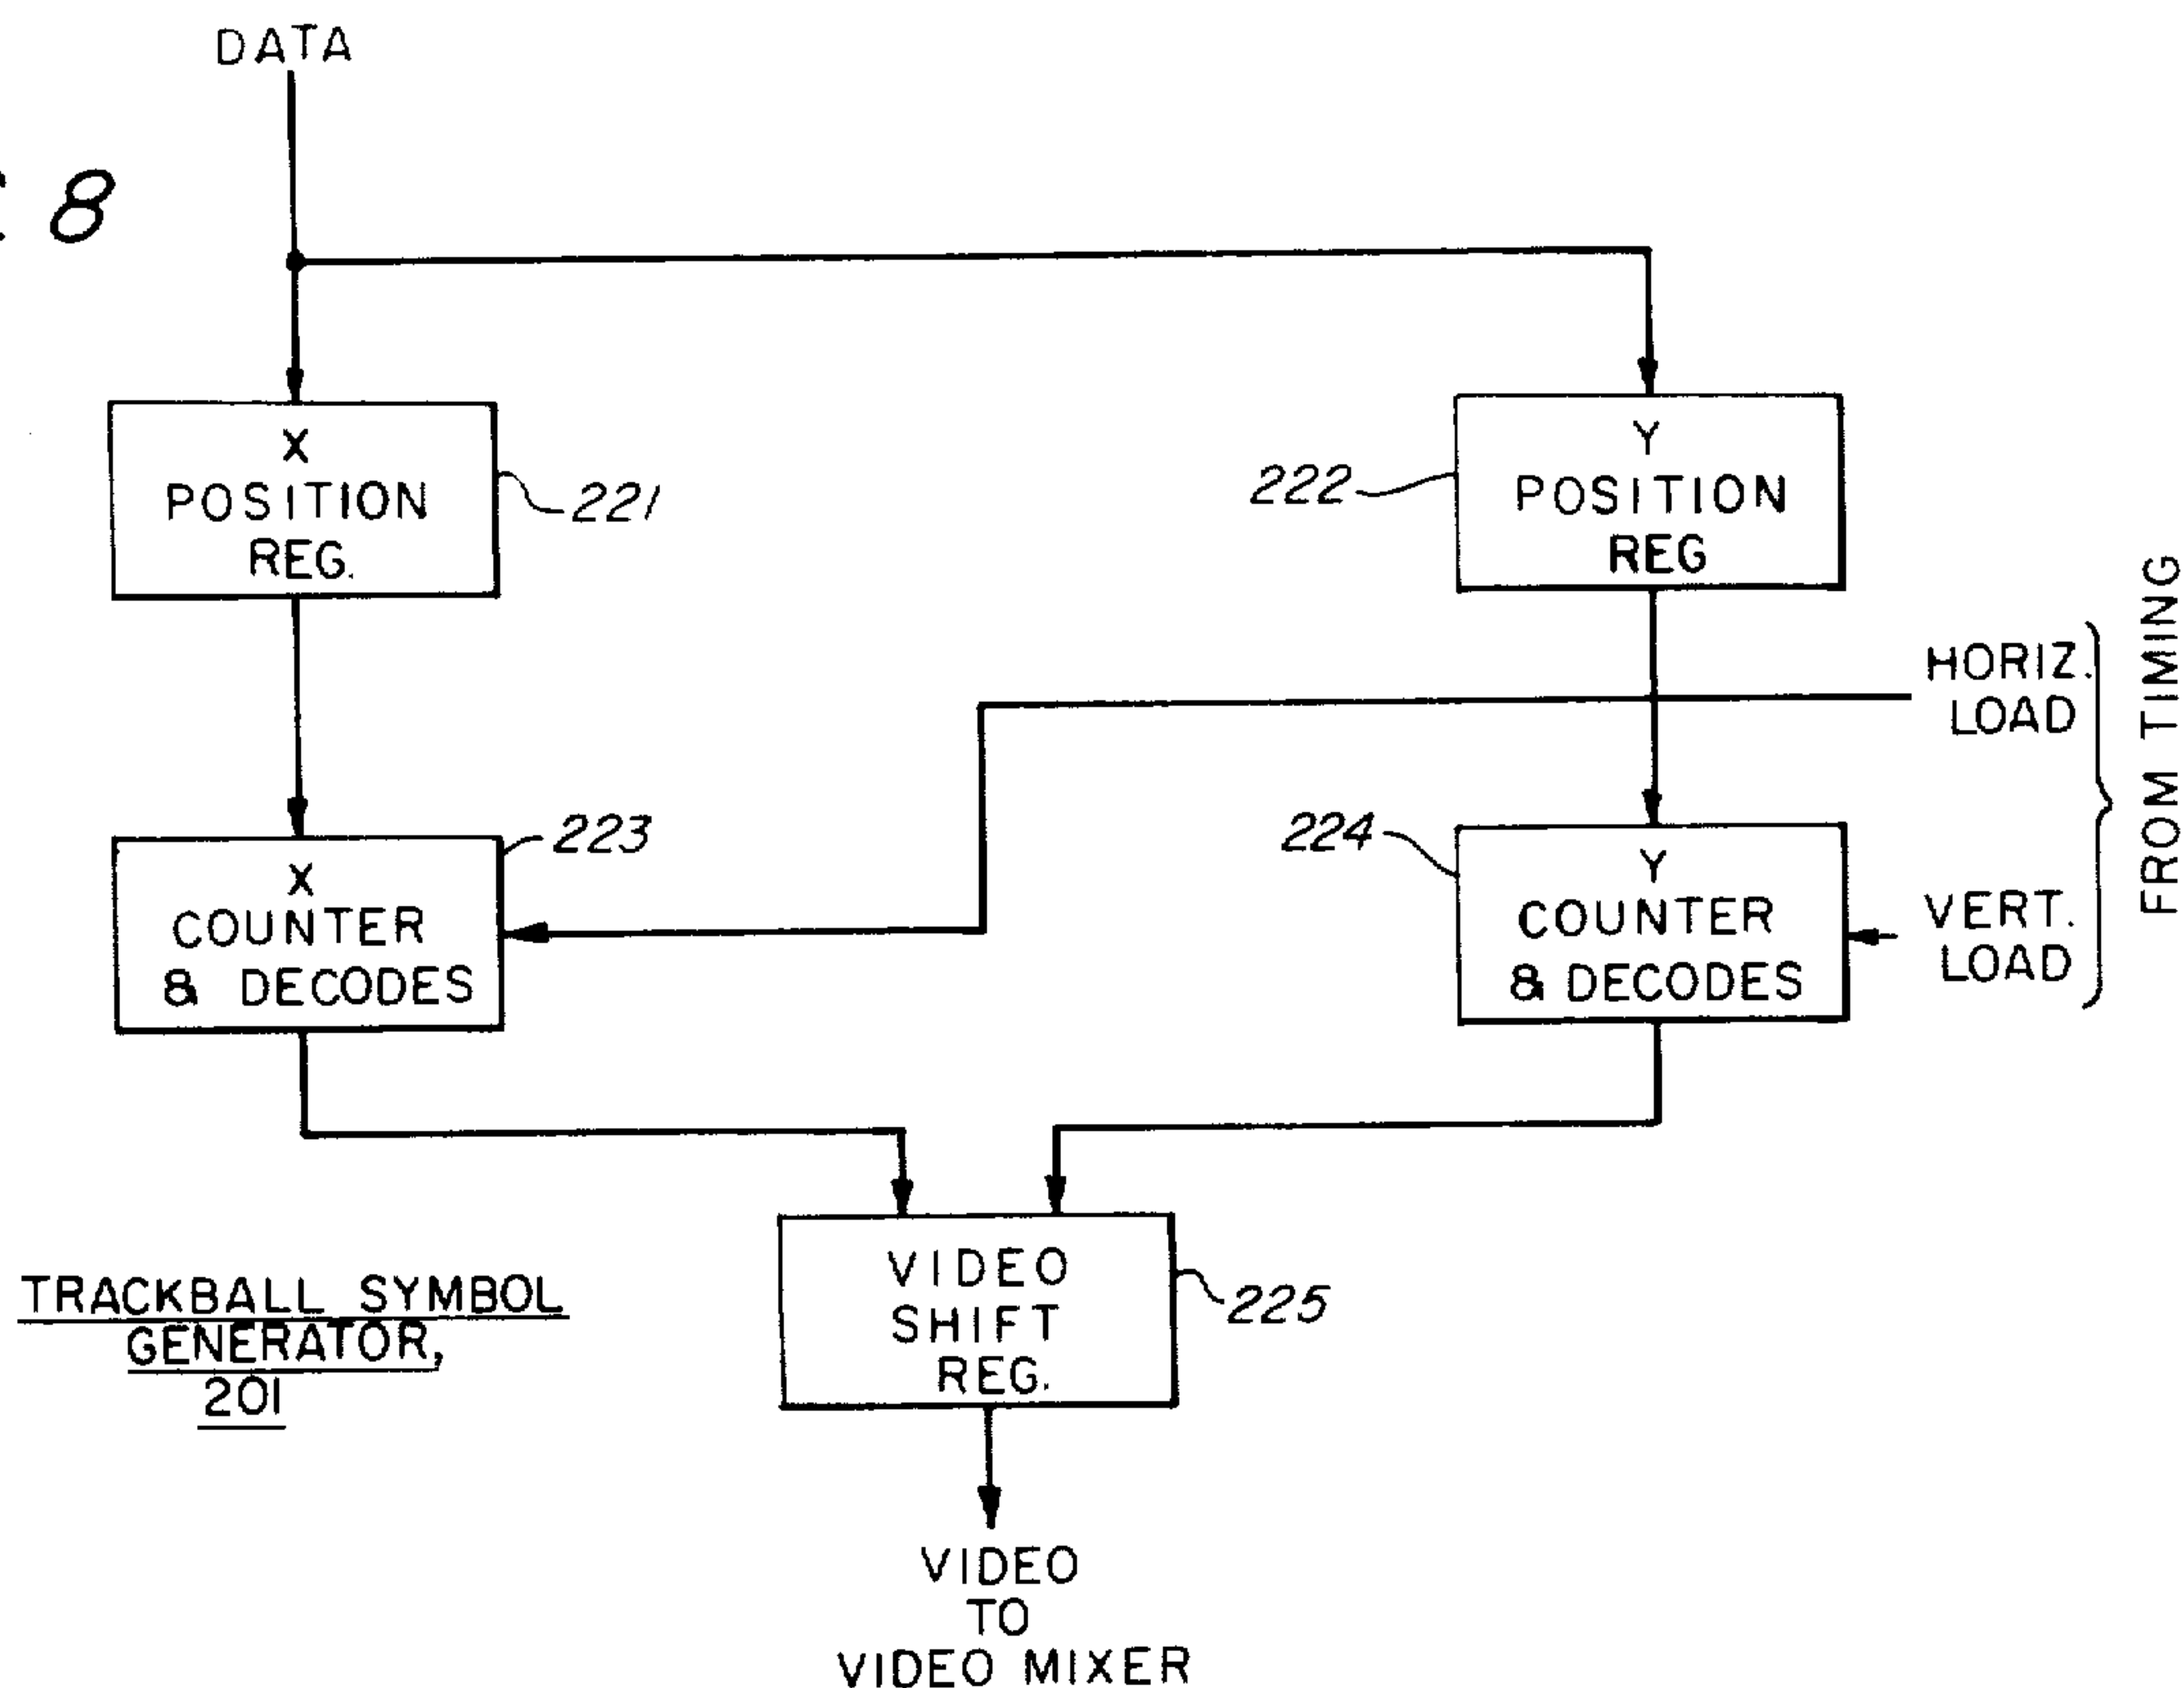 DATA
8
X
POSITION
REG.
221
222
Y
POSITION
REG
HORIZ.
LOAD
FROM TIMING
X
COUNTER
& DECODES
223
224
Y
COUNTER
& DECODES
VERT.
LOAD
VIDEO
SHIFT
REG.
225
TRACKBALL SYMBOL
GENERATOR,
201
VIDEO
TO
VIDEO MIXER